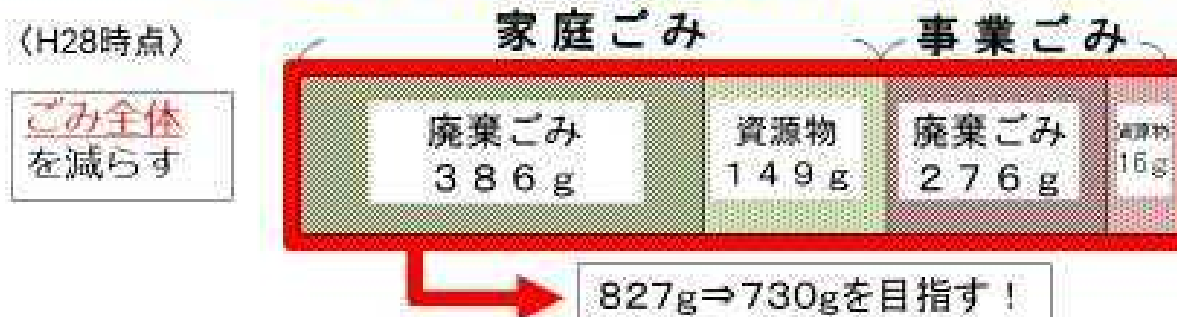 〈H28時点〉
家庭ごみ
事業ごみ
ごみ全体
を減らす
廃棄ごみ
386g
資源物
149g
廃棄ごみ
276g
資源物
16g
827g⇒730gを目指す!